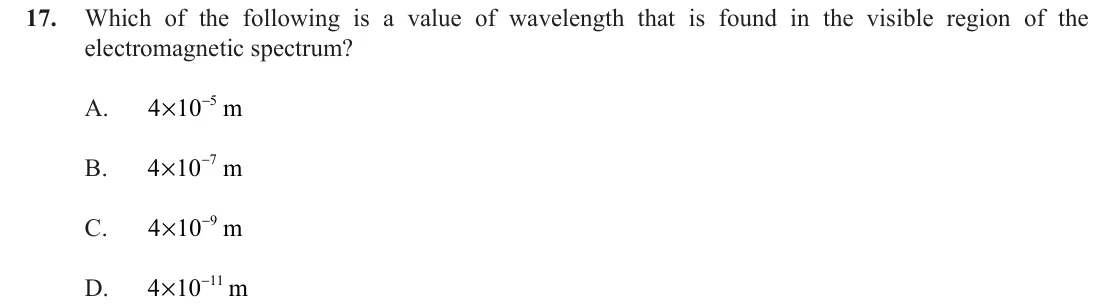 17. Which of the following is a value of wavelength that is found in the visible region of the
electromagnetic spectrum?
A. 4×10⁻⁵ m
B. 4×10⁻⁷ m
C. 4×10⁻⁹ m
D. 4×10⁻¹¹ m